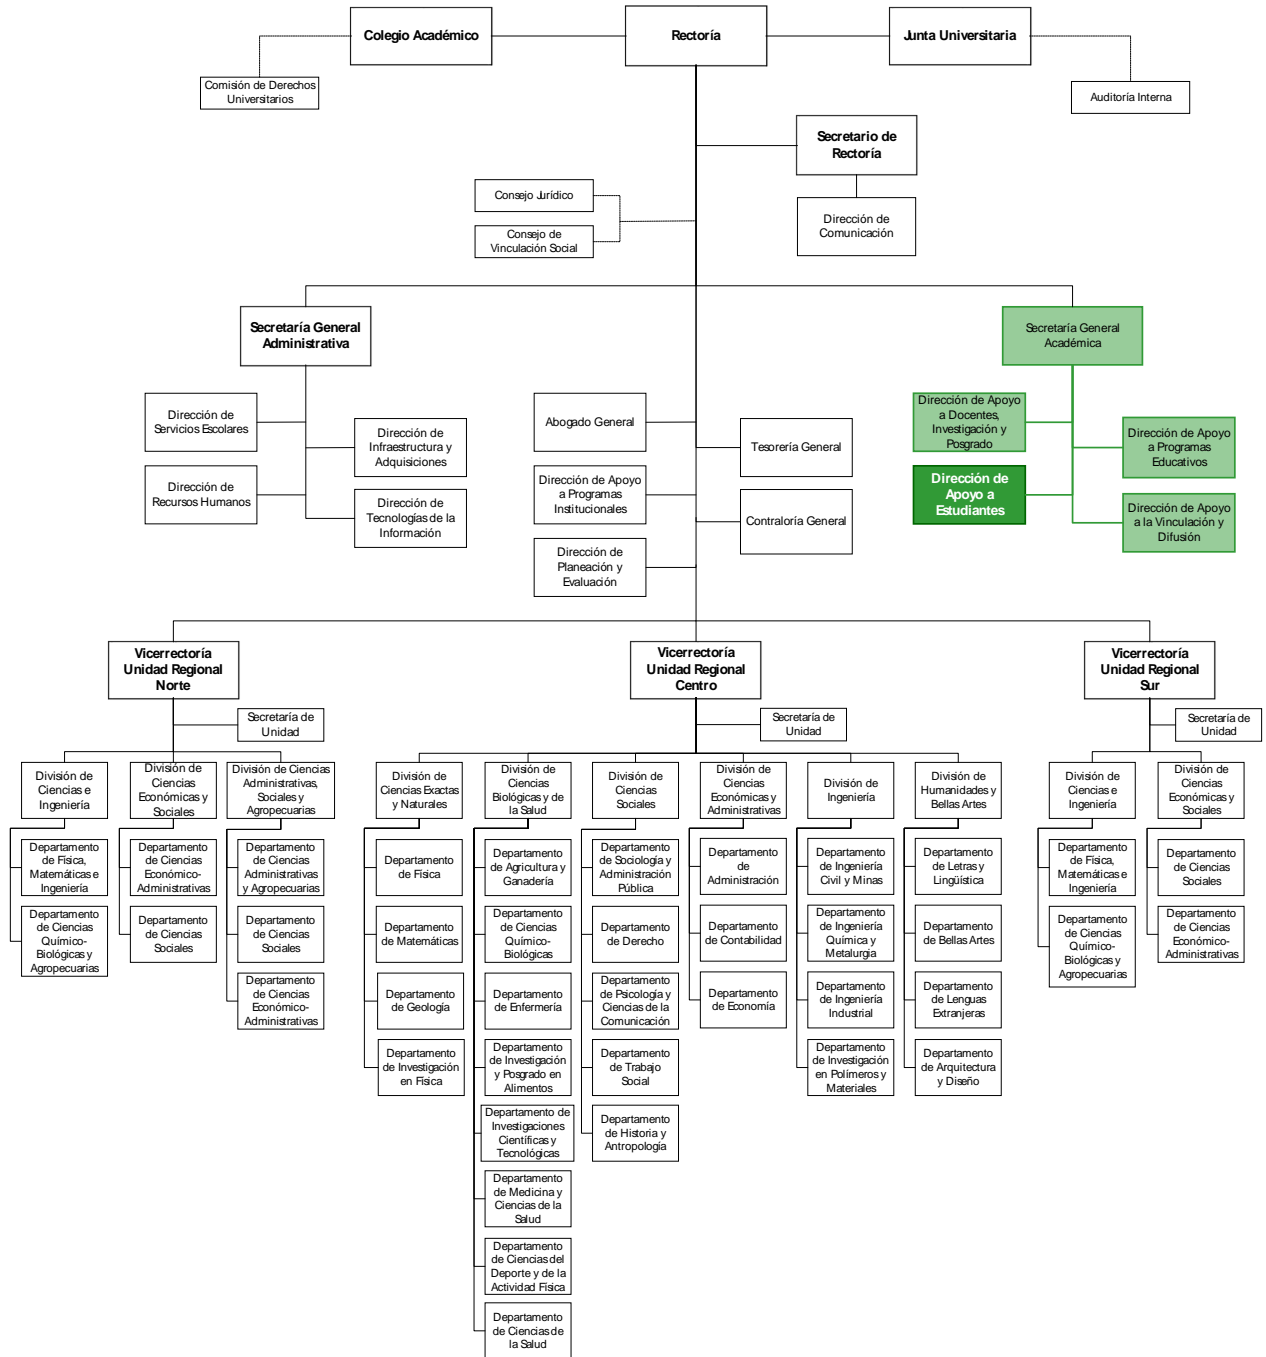 Colegio Académico
Rectoría
Junta Universitaria
Comisión de Derechos
Universitarios
Auditoría Interna
Secretario de
Rectoría
Consejo Jurídico
Consejo de
Vinculación Social
Dirección de
Comunicación
Secretaría General
Administrativa
Secretaría General
Académica
Dirección de
Servicios Escolares
Dirección de
Infraestructura y
Adquisiciones
Dirección de
Recursos Humanos
Dirección de
Tecnologías de la
Información
Abogado General
Tesorería General
Dirección de Apoyo
a Programas
Institucionales
Contraloría General
Dirección de
Planeación y
Evaluación
Dirección de Apoyo
a Docentes,
Investigación y
Posgrado
Dirección de Apoyo
a Programas
Educativos
Dirección de
Apoyo a
Estudiantes
Dirección de Apoyo
a la Vinculación y
Difusión
Vicerrectoría
Unidad Regional
Norte
Vicerrectoría
Unidad Regional
Centro
Vicerrectoría
Unidad Regional
Sur
Secretaría de
Unidad
Secretaría de
Unidad
Secretaría de
Unidad
División de
Ciencias e
Ingeniería
División de
Ciencias
Económicas y
Sociales
División de Ciencias
Administrativas,
Sociales y
Agropecuarias
División de
Ciencias Exactas
y Naturales
División de
Ciencias
Biológicas y de
la Salud
División de
Ciencias
Sociales
División de
Ciencias
Económicas y
Administrativas
División de
Ingeniería
División de
Humanidades y
Bellas Artes
División de
Ciencias e
Ingeniería
División de
Ciencias
Económicas y
Sociales
Departamento
de Física,
Matemáticas e
Ingeniería
Departamento
de Ciencias
Económico-
Administrativas
Departamento
de Ciencias
Administrativas
y Agropecuarias
Departamento
de Física
Departamento
de Agricultura y
Ganadería
Departamento
de Sociología y
Administración
Pública
Departamento
de
Administración
Departamento
de Ingeniería
Civil y Minas
Departamento
de Letras y
Lingüística
Departamento
de Física,
Matemáticas e
Ingeniería
Departamento
de Ciencias
Sociales
Departamento
de Ciencias
Químico-
Biológicas y
Agropecuarias
Departamento
de Ciencias
Sociales
Departamento
de Ciencias
Sociales
Departamento
de Matemáticas
Departamento
de Ciencias
Químico-
Biológicas
Departamento
de Derecho
Departamento
de Contabilidad
Departamento
de Ingeniería
Química y
Metalurgia
Departamento
de Bellas Artes
Departamento
de Ciencias
Químico-
Biológicas y
Agropecuarias
Departamento
de Ciencias
Económico-
Administrativas
Departamento
de Ciencias
Económico-
Administrativas
Departamento
de Geología
Departamento
de Enfermería
Departamento
de Psicología y
Ciencias de la
Comunicación
Departamento
de Economía
Departamento
de Ingeniería
Industrial
Departamento
de Lenguas
Extranjeras
Departamento
de Investigación
en Física
Departamento
de Investigación
y Posgrado en
Alimentos
Departamento
de Trabajo
Social
Departamento
de Investigación
en Polímeros y
Materiales
Departamento
de Arquitectura
y Diseño
Departamento de
Investigaciones
Científicas y
Tecnológicas
Departamento
de Historia y
Antropología
Departamento
de Medicina y
Ciencias de la
Salud
Departamento
de Ciencias del
Deporte y de la
Actividad Física
Departamento
de Ciencias de
la Salud